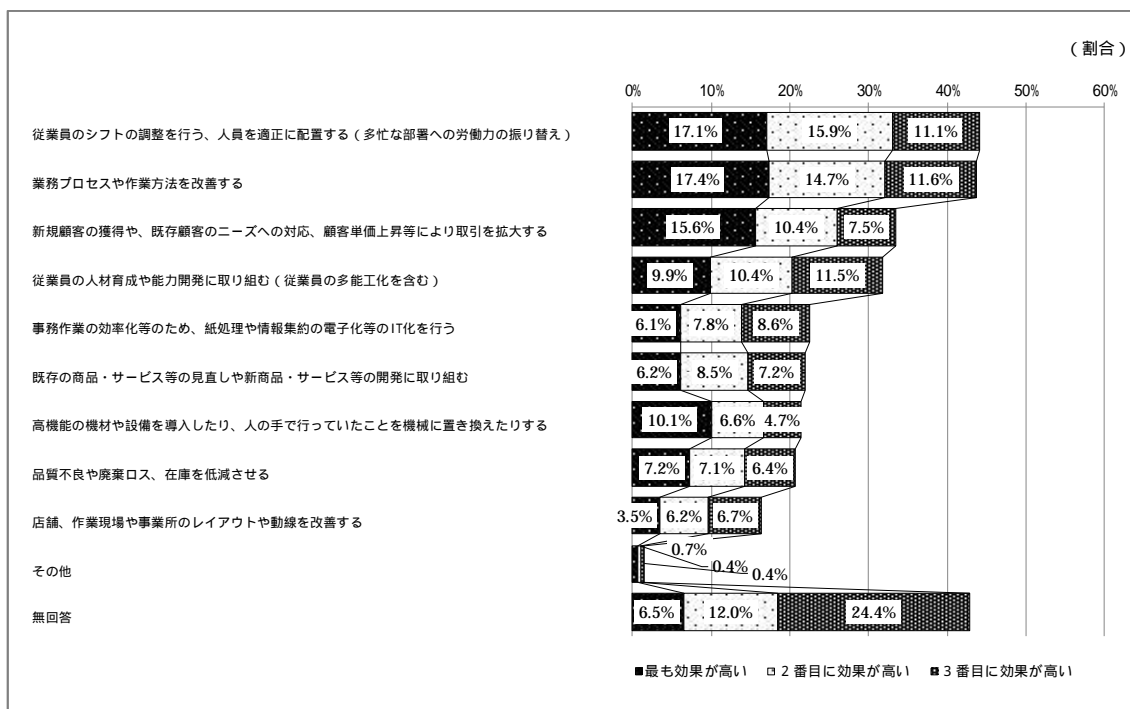 （割合）
0% 10% 20% 30% 40% 50% 60%
従業員のシフトの調整を行う、人員を適正に配置する（多忙な部署への労働力の振り替え） 17.1% 15.9% 11.1%
業務プロセスや作業方法を改善する 17.4% 14.7% 11.6%
新規顧客の獲得や、既存顧客のニーズへの対応、顧客単価上昇等により取引を拡大する 15.6% 10.4% 7.5%
従業員の人材育成や能力開発に取り組む（従業員の多能工化を含む） 9.9% 10.4% 11.5%
事務作業の効率化等のため、紙処理や情報集約の電子化等のIT化を行う 6.1% 7.8% 8.6%
既存の商品・サービス等の見直しや新商品・サービス等の開発に取り組む 6.2% 8.5% 7.2%
高機能の機材や設備を導入したり、人の手で行っていたことを機械に置き換えたりする 10.1% 6.6% 4.7%
品質不良や廃棄ロス、在庫を低減させる 7.2% 7.1% 6.4%
店舗、作業現場や事業所のレイアウトや動線を改善する 3.5% 6.2% 6.7%
その他 0.7% 0.4% 0.4%
無回答 6.5% 12.0% 24.4%
最も効果が高い ２番目に効果が高い ３番目に効果が高い